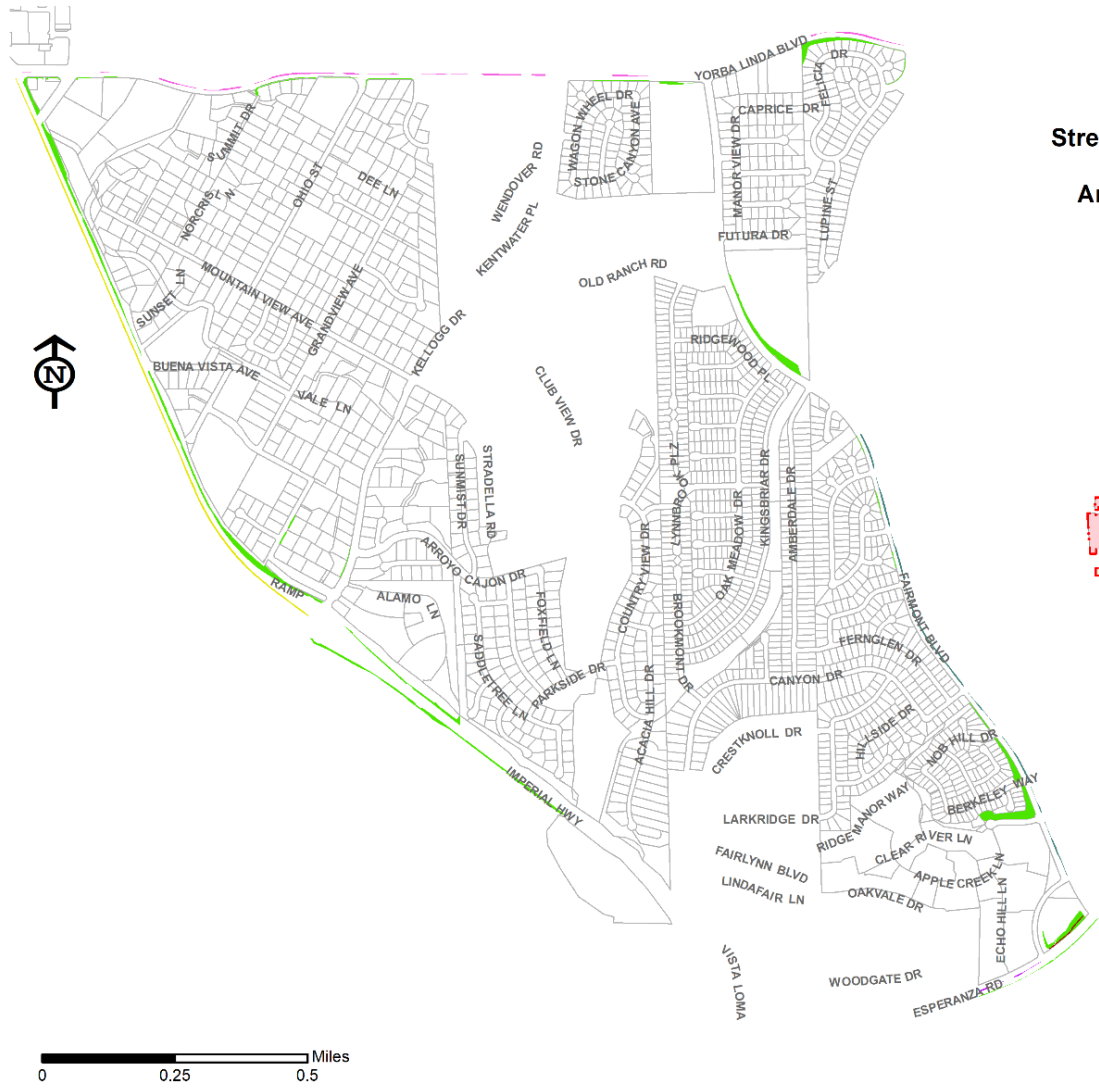 YORBA LINDA BLVD
FELICIA DR
CAPRICE DR
WAGON WHEEL DR
STONE CANYON AVE
MANOR VIEW DR
LUPINE ST
FUTURA DR
Stre
SUMMIT DR
OHIO ST
DEE LN
NORCRIS LN
WENDOVER RD
KENTWATER PL
OLD RANCH RD
MOUNTAIN VIEW AVE
SUNSET LN
GRANDVIEW AVE
KELLOGG DR
N
BUENA VISTA AVE
VALE LN
CLUB VIEW DR
RIDGEWOOD PL
SUNMIST DR
STRADELLA RD
LYNNBROOK PLZ
KINGSBRIAR DR
AMBERDALE DR
OAK MEADOW DR
COUNTRY VIEW DR
ARROYO CAJON DR
RAMP
ALAMO LN
FOXFIELD LN
SADDLETREE LN
PARKSIDE DR
BROOKMONT DR
ACACIA HILL DR
FAIRMONT BLVD
FERNGLEN DR
CANYON DR
HILLSIDE DR
NOB HILL DR
CRESTKNOLL DR
IMPERIAL HWY
BERKELEY WAY
LARKRIDGE DR
RIDGE MANOR WAY
CLEAR RIVER LN
FAIRLYNN BLVD
LINDAFAIR LN
APPLE CREEK LN
OAKVALE DR
ECHO HILL LN
VISTA LOMA
WOODGATE DR
ESPERANZA RD
Miles
0 0.25 0.5